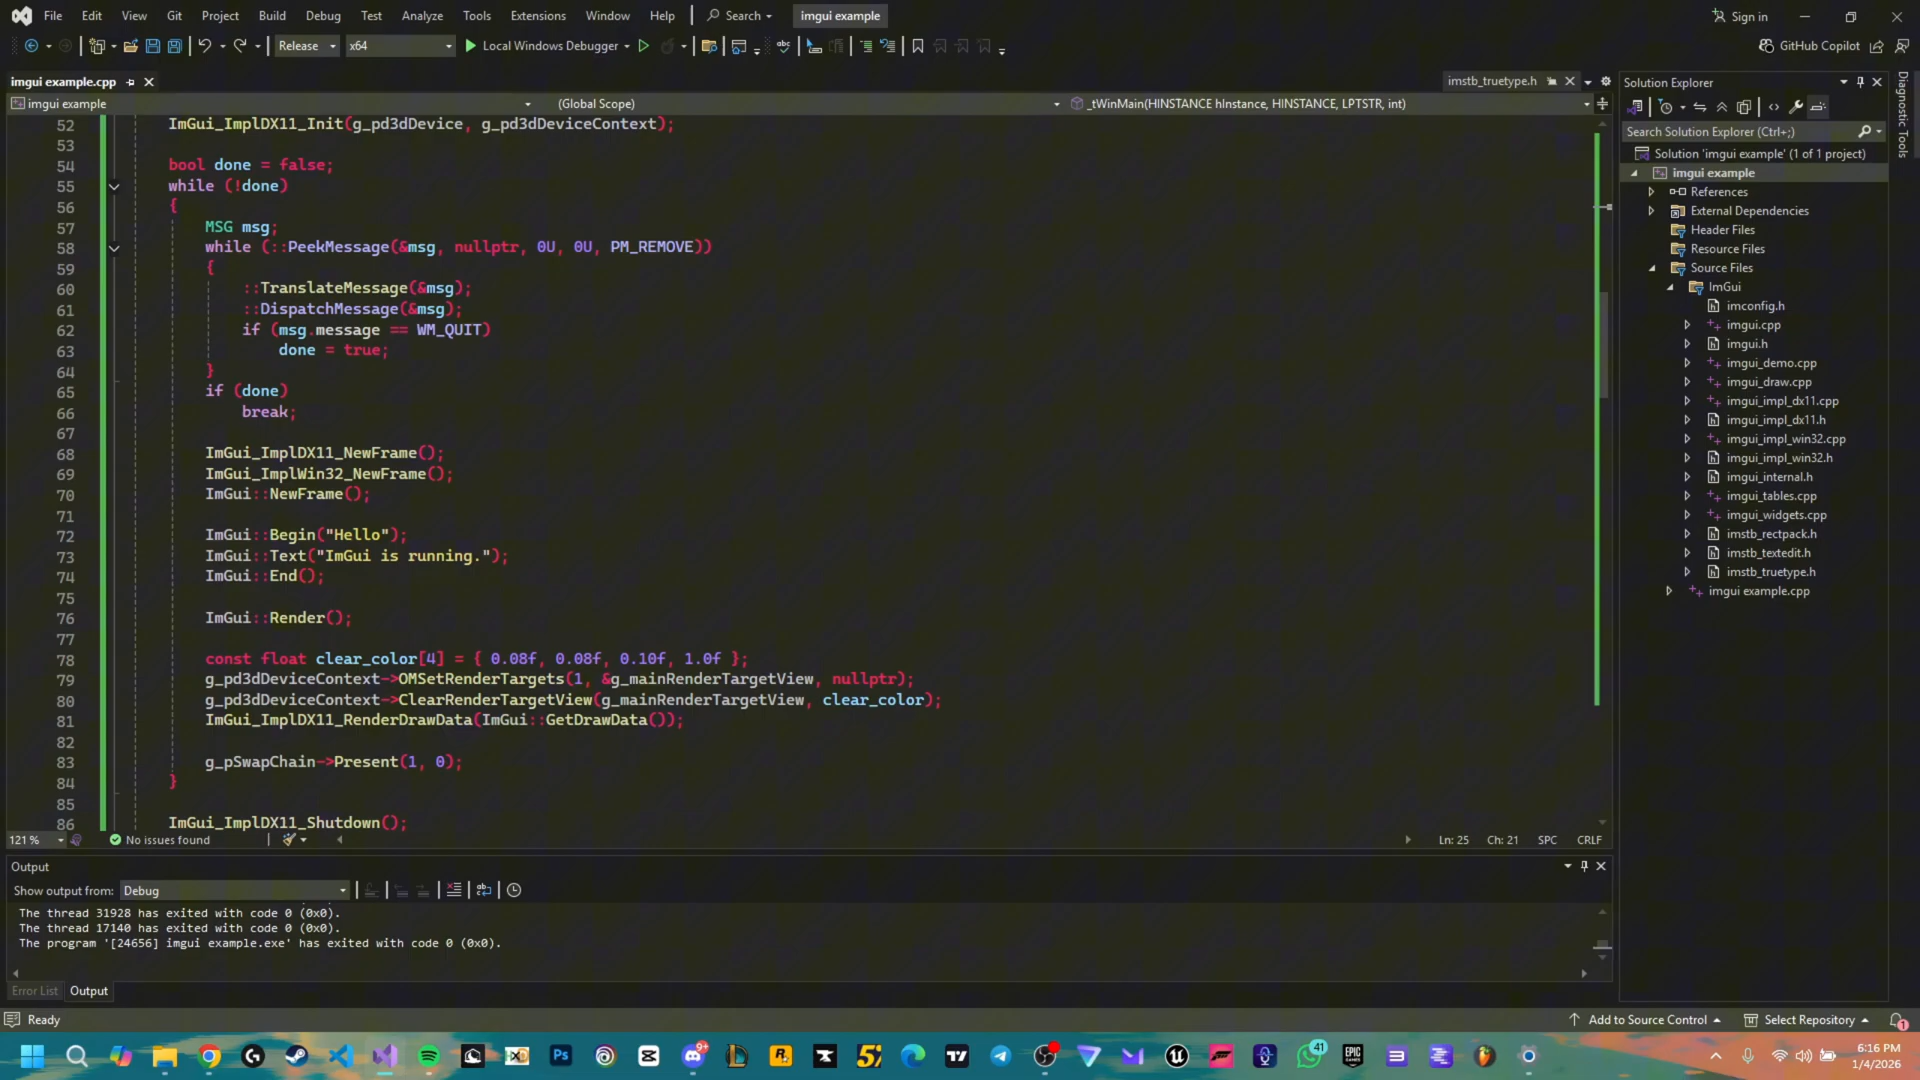 File Edit View Git Project Build Debug Test Analyze Tools Extensions Window Help Search imgui example Sign in
Release x64 Local Windows Debugger GitHub Copilot
imgui example.cpp imstb_truetype.h
imgui example (Global Scope) _tWinMain(HINSTANCE hInstance, HINSTANCE, LPTSTR, int)
52 ImGui_ImplDX11_Init(g_pd3dDevice, g_pd3dDeviceContext);
53
54 bool done = false;
55 while (!done)
56 {
57 MSG msg;
58 while (::PeekMessage(&msg, nullptr, 0U, 0U, PM_REMOVE))
59 {
60 ::TranslateMessage(&msg);
61 ::DispatchMessage(&msg);
62 if (msg.message == WM_QUIT)
63 done = true;
64 }
65 if (done)
66 break;
67
68 ImGui_ImplDX11_NewFrame();
69 ImGui_ImplWin32_NewFrame();
70 ImGui::NewFrame();
71
72 ImGui::Begin("Hello");
73 ImGui::Text("ImGui is running.");
74 ImGui::End();
75
76 ImGui::Render();
77
78 const float clear_color[4] = { 0.08f, 0.08f, 0.10f, 1.0f };
79 g_pd3dDeviceContext->OMSetRenderTargets(1, &g_mainRenderTargetView, nullptr);
80 g_pd3dDeviceContext->ClearRenderTargetView(g_mainRenderTargetView, clear_color);
81 ImGui_ImplDX11_RenderDrawData(ImGui::GetDrawData());
82
83 g_pSwapChain->Present(1, 0);
84 }
85
86 ImGui_ImplDX11_Shutdown();
121 % No issues found Ln: 25 Ch: 21 SPC CRLF
Output
Show output from: Debug
The thread 31928 has exited with code 0 (0x0).
The thread 17140 has exited with code 0 (0x0).
The program '[24656] imgui example.exe' has exited with code 0 (0x0).
Error List Output
Solution Explorer
Search Solution Explorer (Ctrl+;)
Solution 'imgui example' (1 of 1 project)
imgui example
References
External Dependencies
Header Files
Resource Files
Source Files
ImGui
imconfig.h
imgui.cpp
imgui.h
imgui_demo.cpp
imgui_draw.cpp
imgui_impl_dx11.cpp
imgui_impl_dx11.h
imgui_impl_win32.cpp
imgui_impl_win32.h
imgui_internal.h
imgui_tables.cpp
imgui_widgets.cpp
imstb_rectpack.h
imstb_textedit.h
imstb_truetype.h
imgui example.cpp
Diagnostic Tools
Ready Add to Source Control Select Repository 1
Ps 9+ 41 EPIC GAMES
6:16 PM
1/4/2026